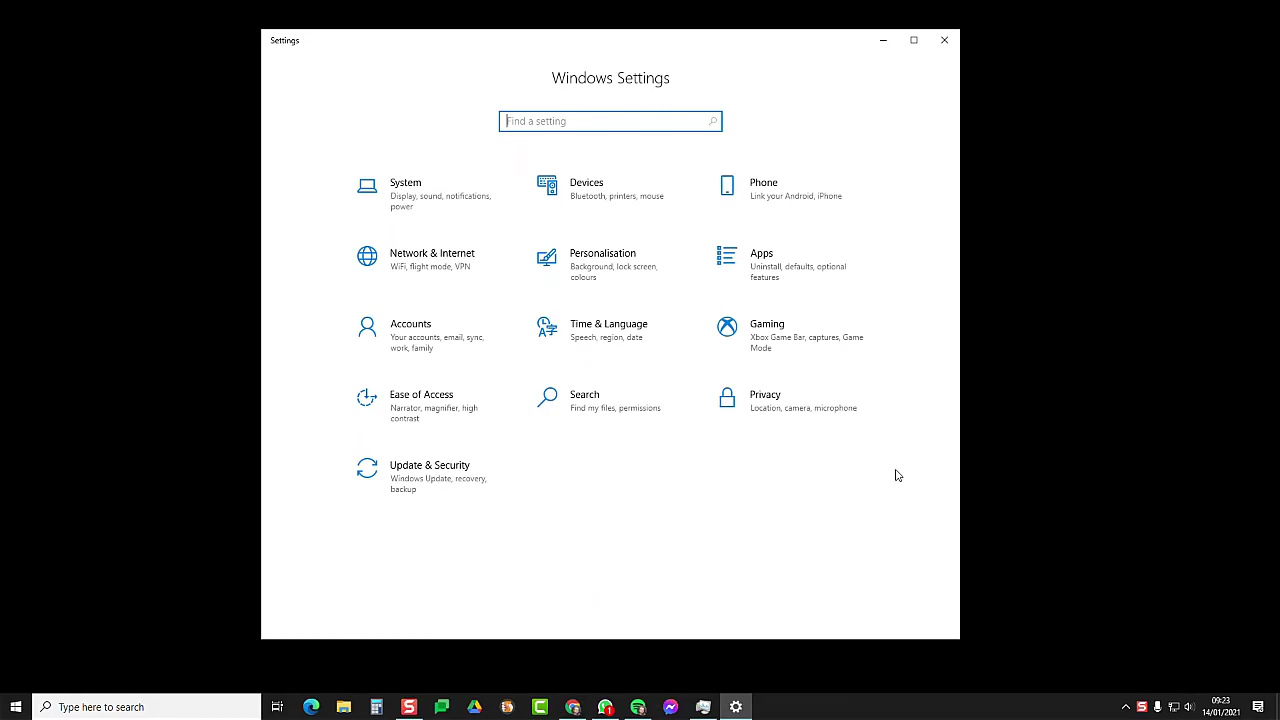 Settings
Windows Settings
Find a setting
System
Display, sound, notifications,
power
Devices
Bluetooth, printers, mouse
Phone
Link your Android, iPhone
Network & Internet
WiFi, flight mode, VPN
Personalisation
Background, lock screen,
colours
Apps
Uninstall, defaults, optional
features
Accounts
Your accounts, email, sync,
work, family
Time & Language
Speech, region, date
Gaming
Xbox Game Bar, captures, Game
Mode
Ease of Access
Narrator, magnifier, high
contrast
Search
Find my files, permissions
Privacy
Location, camera, microphone
Update & Security
Windows Update, recovery,
backup
Type here to search
09:23
14/01/2021